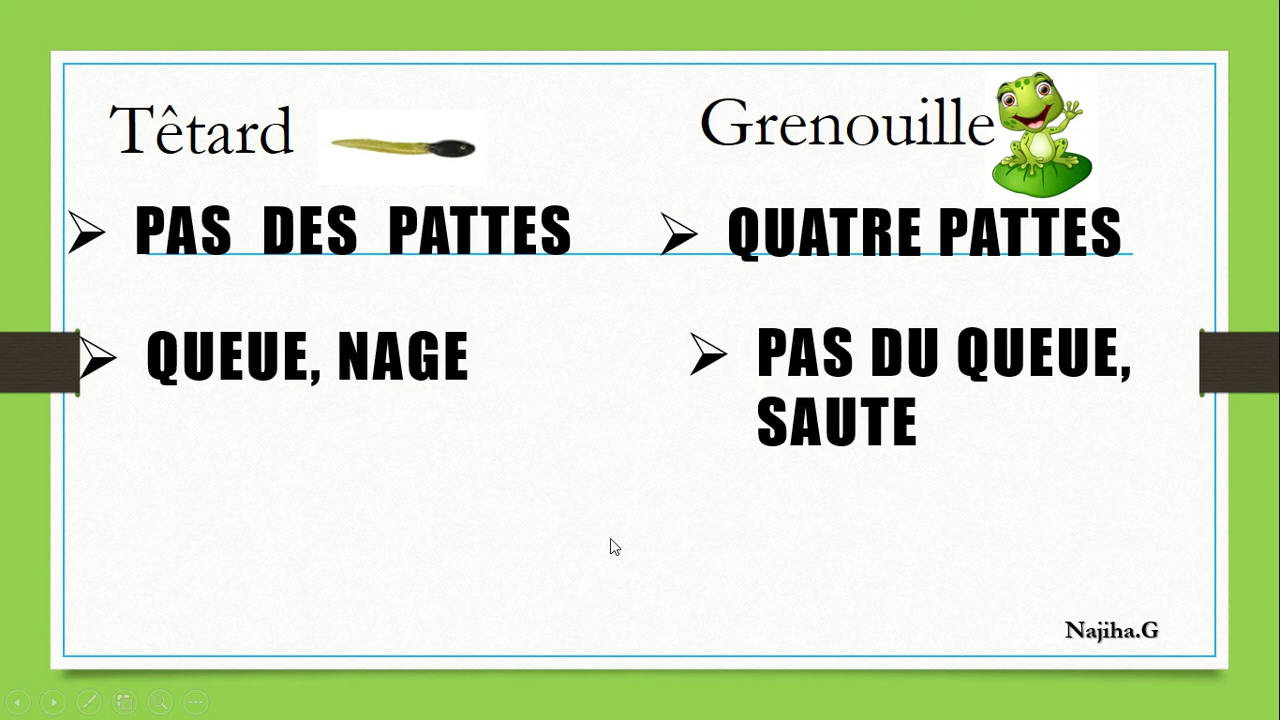 Têtard
PAS DES PATTES
QUEUE, NAGE
Grenouille
QUATRE PATTES
PAS DU QUEUE,
SAUTE
Najiha.G